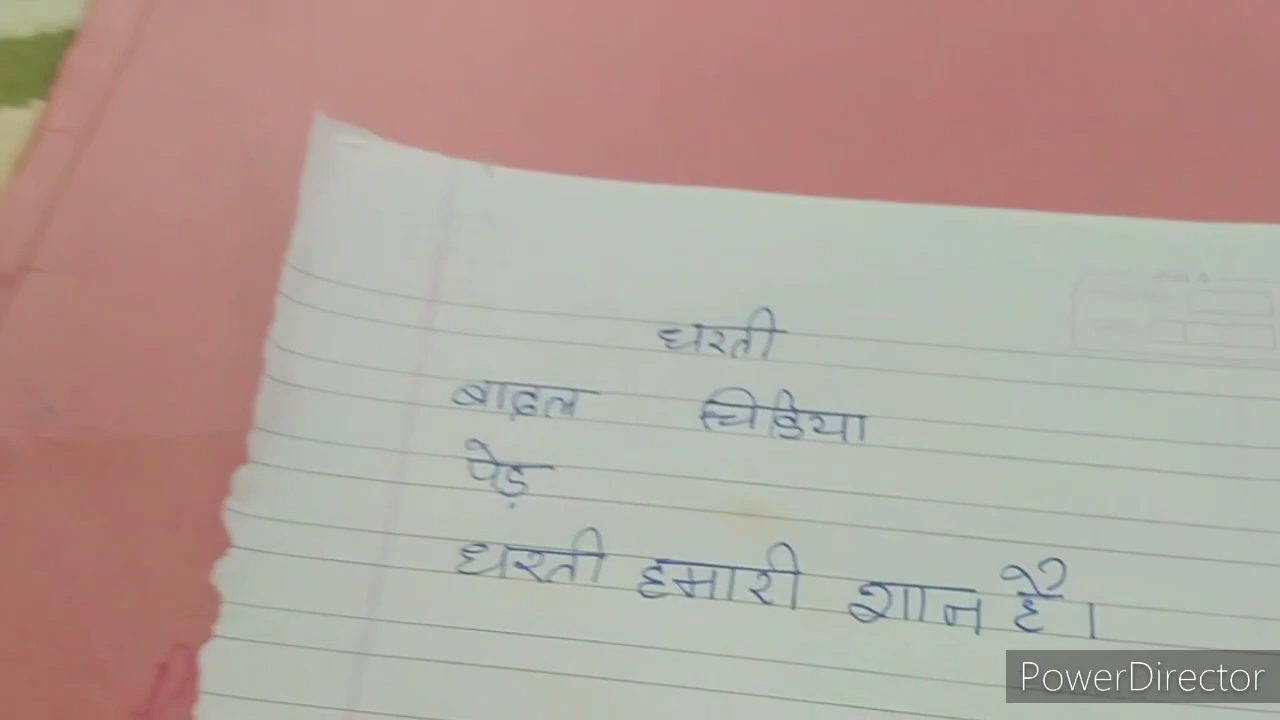 धरती
बादल चिडिया
पेड़
धरती हमारी शान है।
PowerDirector